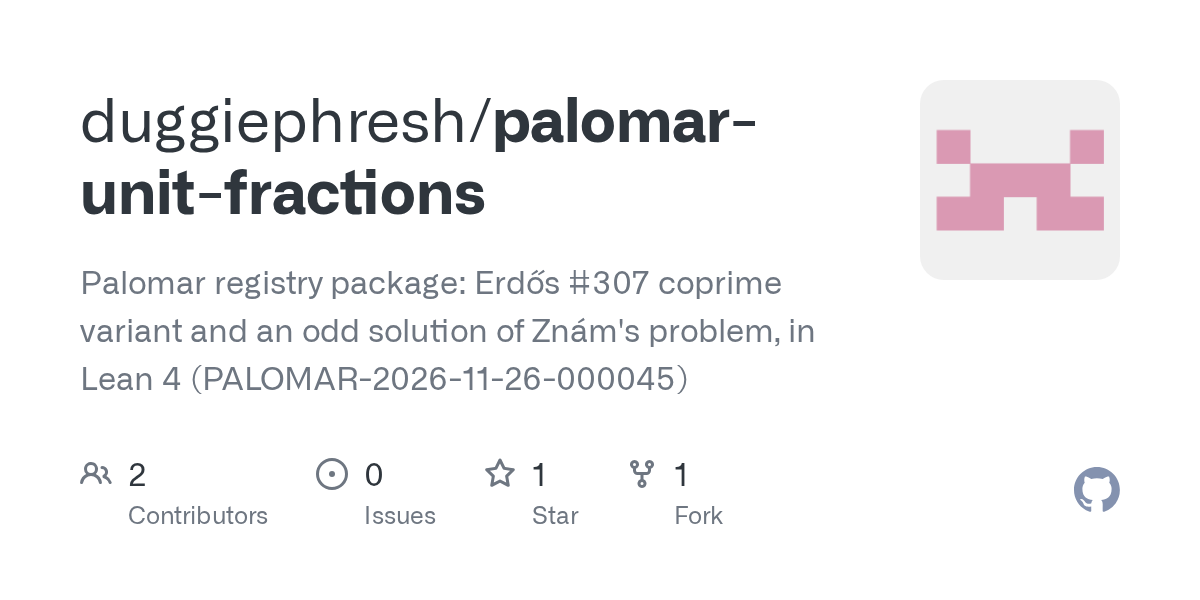 duggiephresh/palomar-
unit-fractions
Palomar registry package: Erdős #307 coprime
variant and an odd solution of Znám's problem, in
Lean 4 (PALOMAR-2026-11-26-000045)
2 0 1 1
Contributors Issues Star Fork